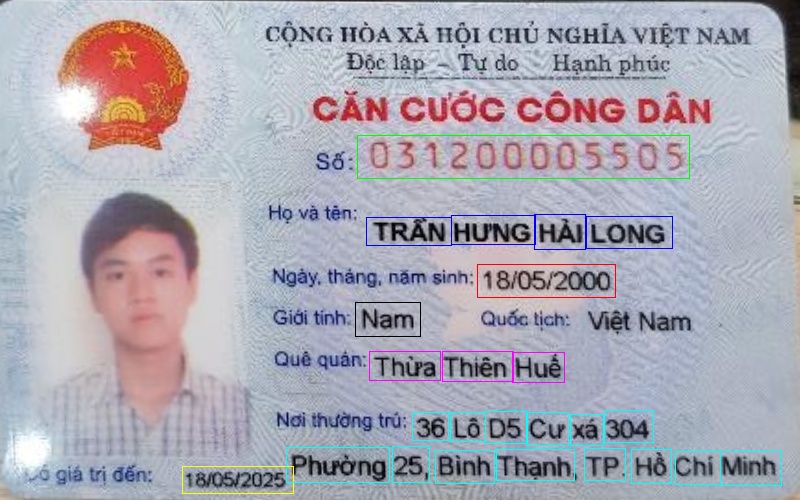 CỘNG HÒA XÃ HỘI CHỦ NGHĨA VIỆT NAM
Độc lập – Tự do Hạnh phúc
CĂN CƯỚC CÔNG DÂN
Số: 031200005505
Họ và tên: TRẦN HƯNG HẢI LONG
Ngày, tháng, năm sinh: 18/05/2000
Giới tính: Nam Quốc tịch: Việt Nam
Quê quán: Thừa Thiên Huế
Nơi thường trú: 36 Lô D5 Cư xá 304
Phường 25, Bình Thạnh, TP. Hồ Chí Minh
Có giá trị đến: 18/05/2025